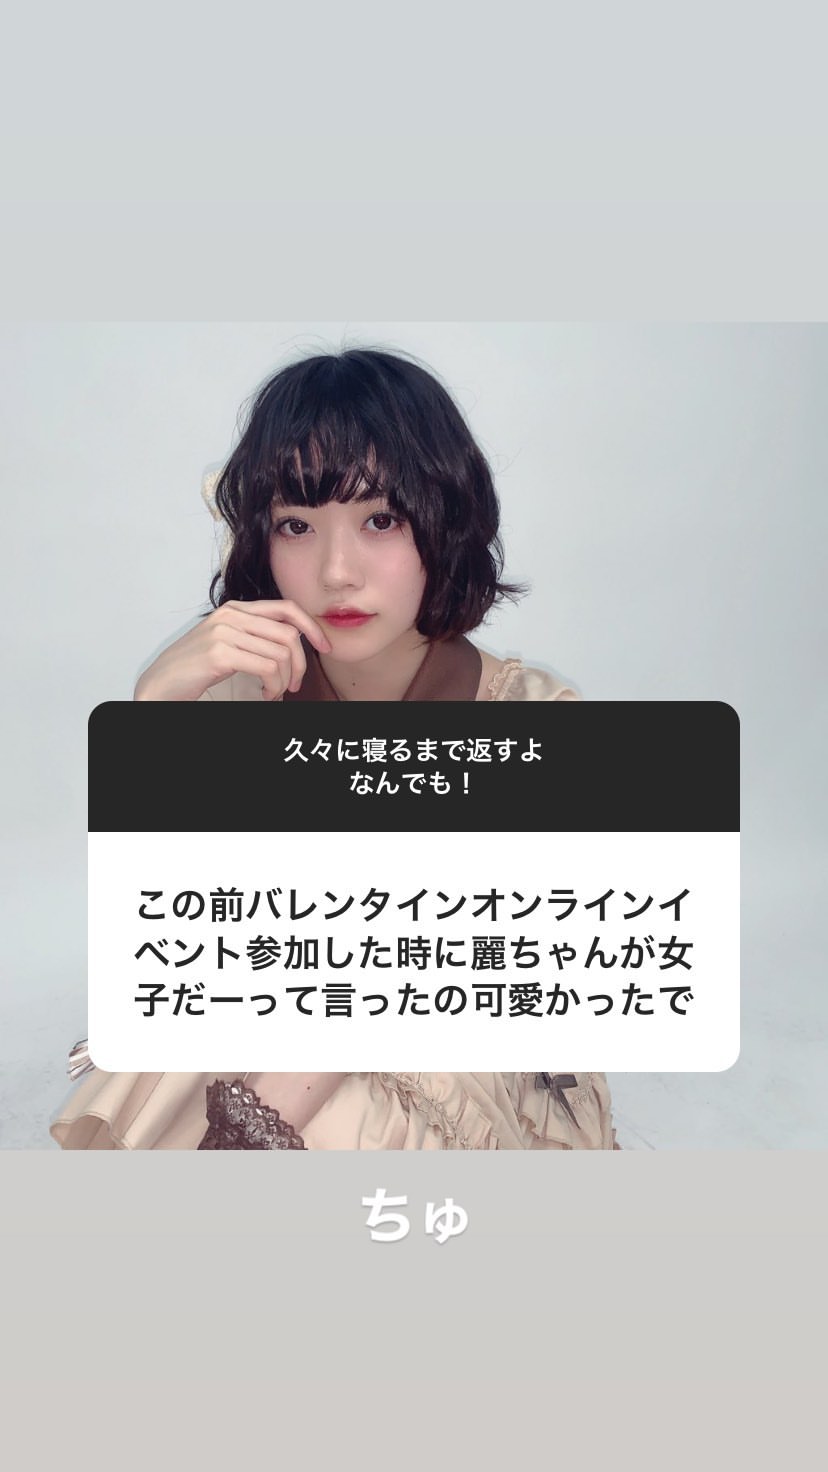 久々に寝るまで返すよ
なんでも！
この前バレンタインオンラインイ
ベント参加した時に麗ちゃんが女
子だーって言ったの可愛かったで
ちゅ